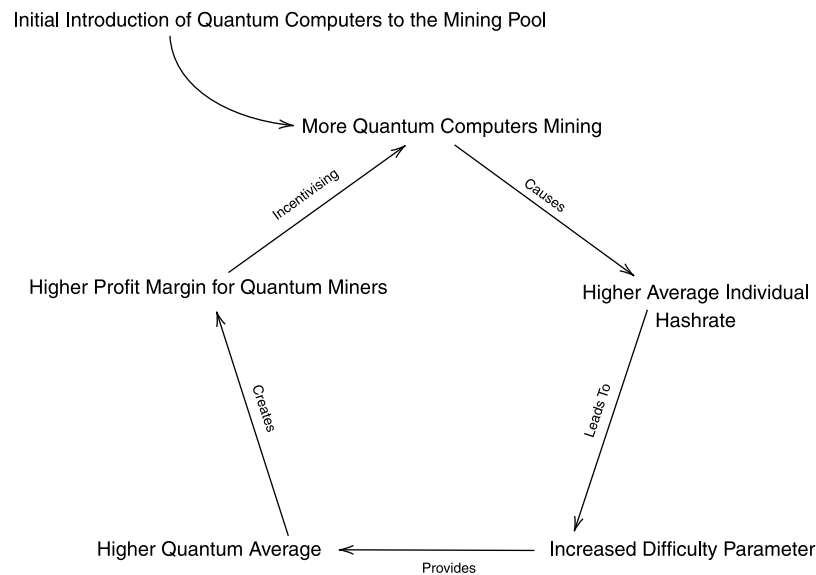 Initial Introduction of Quantum Computers to the Mining Pool
More Quantum Computers Mining
Incentivising
Causes
Higher Profit Margin for Quantum Miners
Higher Average Individual
Hashrate
Creates
Leads To
Higher Quantum Average
Increased Difficulty Parameter
Provides